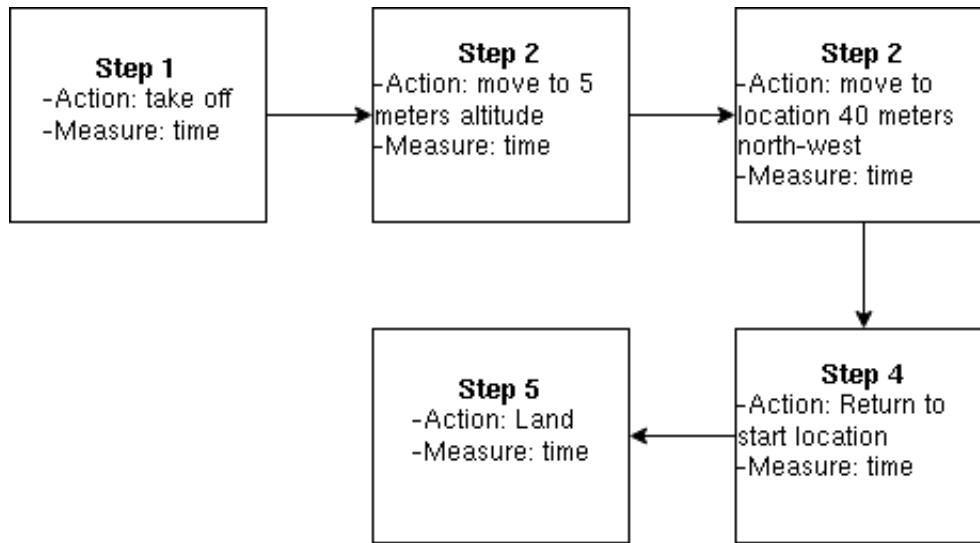 Step 1
-Action: take off
-Measure: time
Step 2
-Action: move to 5
meters altitude
-Measure: time
Step 2
-Action: move to
location 40 meters
north-west
-Measure: time
Step 4
-Action: Return to
start location
-Measure: time
Step 5
-Action: Land
-Measure: time